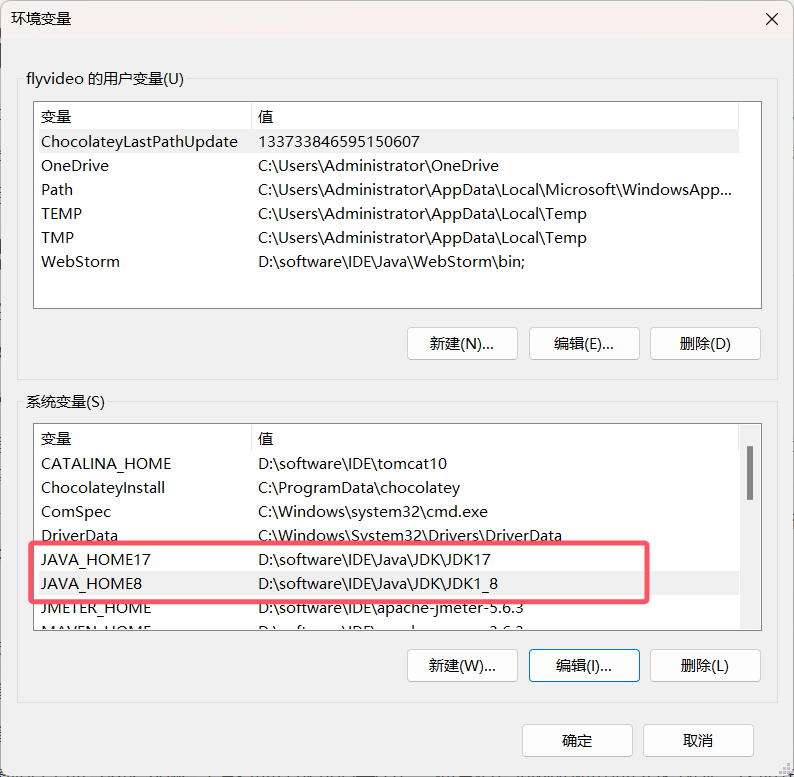 环境变量
flyvideo 的用户变量(U)
变量 值
ChocolateyLastPathUpdate 133733846595150607
OneDrive C:\Users\Administrator\OneDrive
Path C:\Users\Administrator\AppData\Local\Microsoft\WindowsApp...
TEMP C:\Users\Administrator\AppData\Local\Temp
TMP C:\Users\Administrator\AppData\Local\Temp
WebStorm D:\software\IDE\Java\WebStorm\bin;
新建(N)... 编辑(E)... 删除(D)
系统变量(S)
变量 值
CATALINA_HOME D:\software\IDE\tomcat10
ChocolateyInstall C:\ProgramData\chocolatey
ComSpec C:\Windows\system32\cmd.exe
DriverData C:\Windows\System32\Drivers\DriverData
JAVA_HOME17 D:\software\IDE\Java\JDK\JDK17
JAVA_HOME8 D:\software\IDE\Java\JDK\JDK1_8
JMETER_HOME D:\software\IDE\apache-jmeter-5.6.3
新建(W)... 编辑(I)... 删除(L)
确定 取消